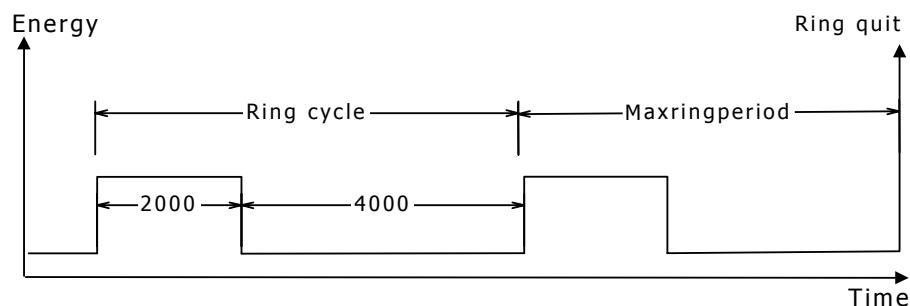 Energy
Ring quit
Ring cycle
Maxringperiod
2000
4000
Time